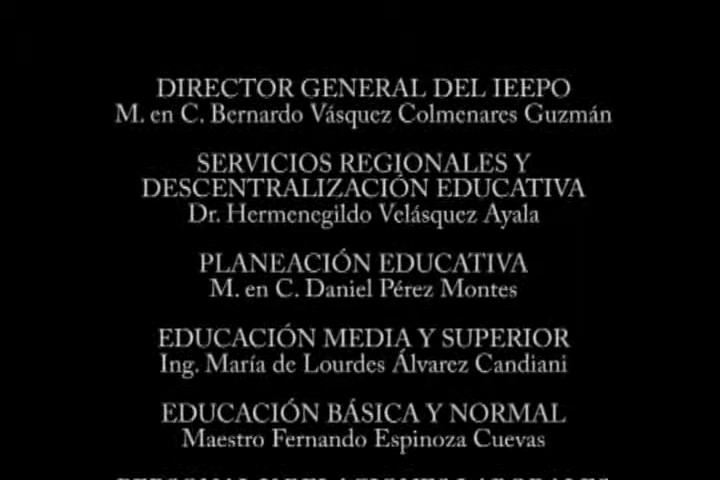 DIRECTOR GENERAL DEL IEEPO
M. en C. Bernardo Vásquez Colmenares Guzmán
SERVICIOS REGIONALES Y
DESCENTRALIZACIÓN EDUCATIVA
Dr. Hermenegildo Velásquez Ayala
PLANEACIÓN EDUCATIVA
M. en C. Daniel Pérez Montes
EDUCACIÓN MEDIA Y SUPERIOR
Ing. María de Lourdes Álvarez Candiani
EDUCACIÓN BÁSICA Y NORMAL
Maestro Fernando Espinoza Cuevas